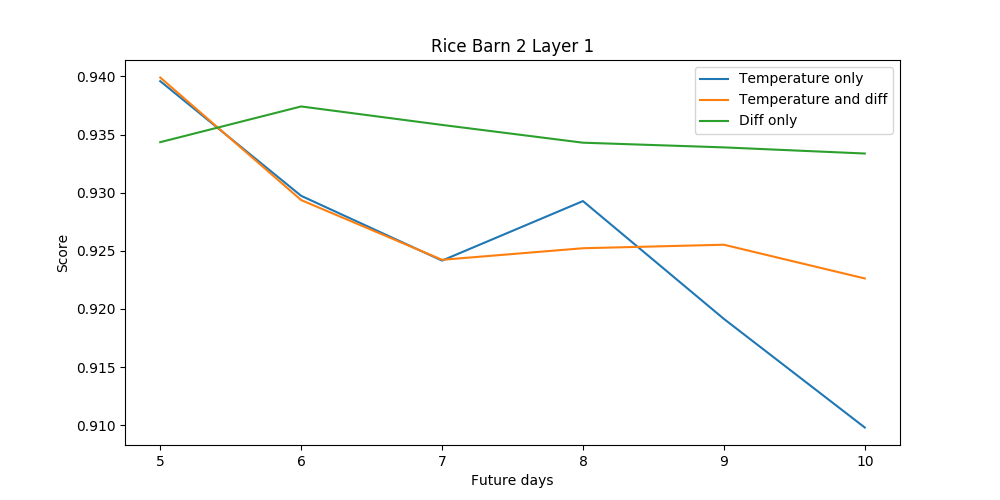 Rice Barn 2 Layer 1
Temperature only
Temperature and diff
Diff only
0.940
0.935
0.930
0.925
0.920
0.915
0.910
Score
5 6 7 8 9 10
Future days